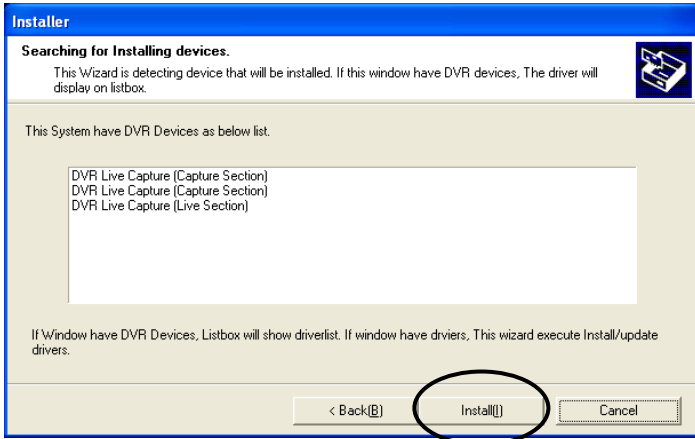 Installer
Searching for Installing devices.
This Wizard is detecting device that will be installed. If this window have DVR devices, The driver will
display on listbox.
This System have DVR Devices as below list.
DVR Live Capture (Capture Section)
DVR Live Capture (Capture Section)
DVR Live Capture (Live Section)
If Window have DVR Devices, Listbox will show driverlist. If window have drviers, This wizard execute Install/update
drivers.
< Back(B) Install(I) Cancel